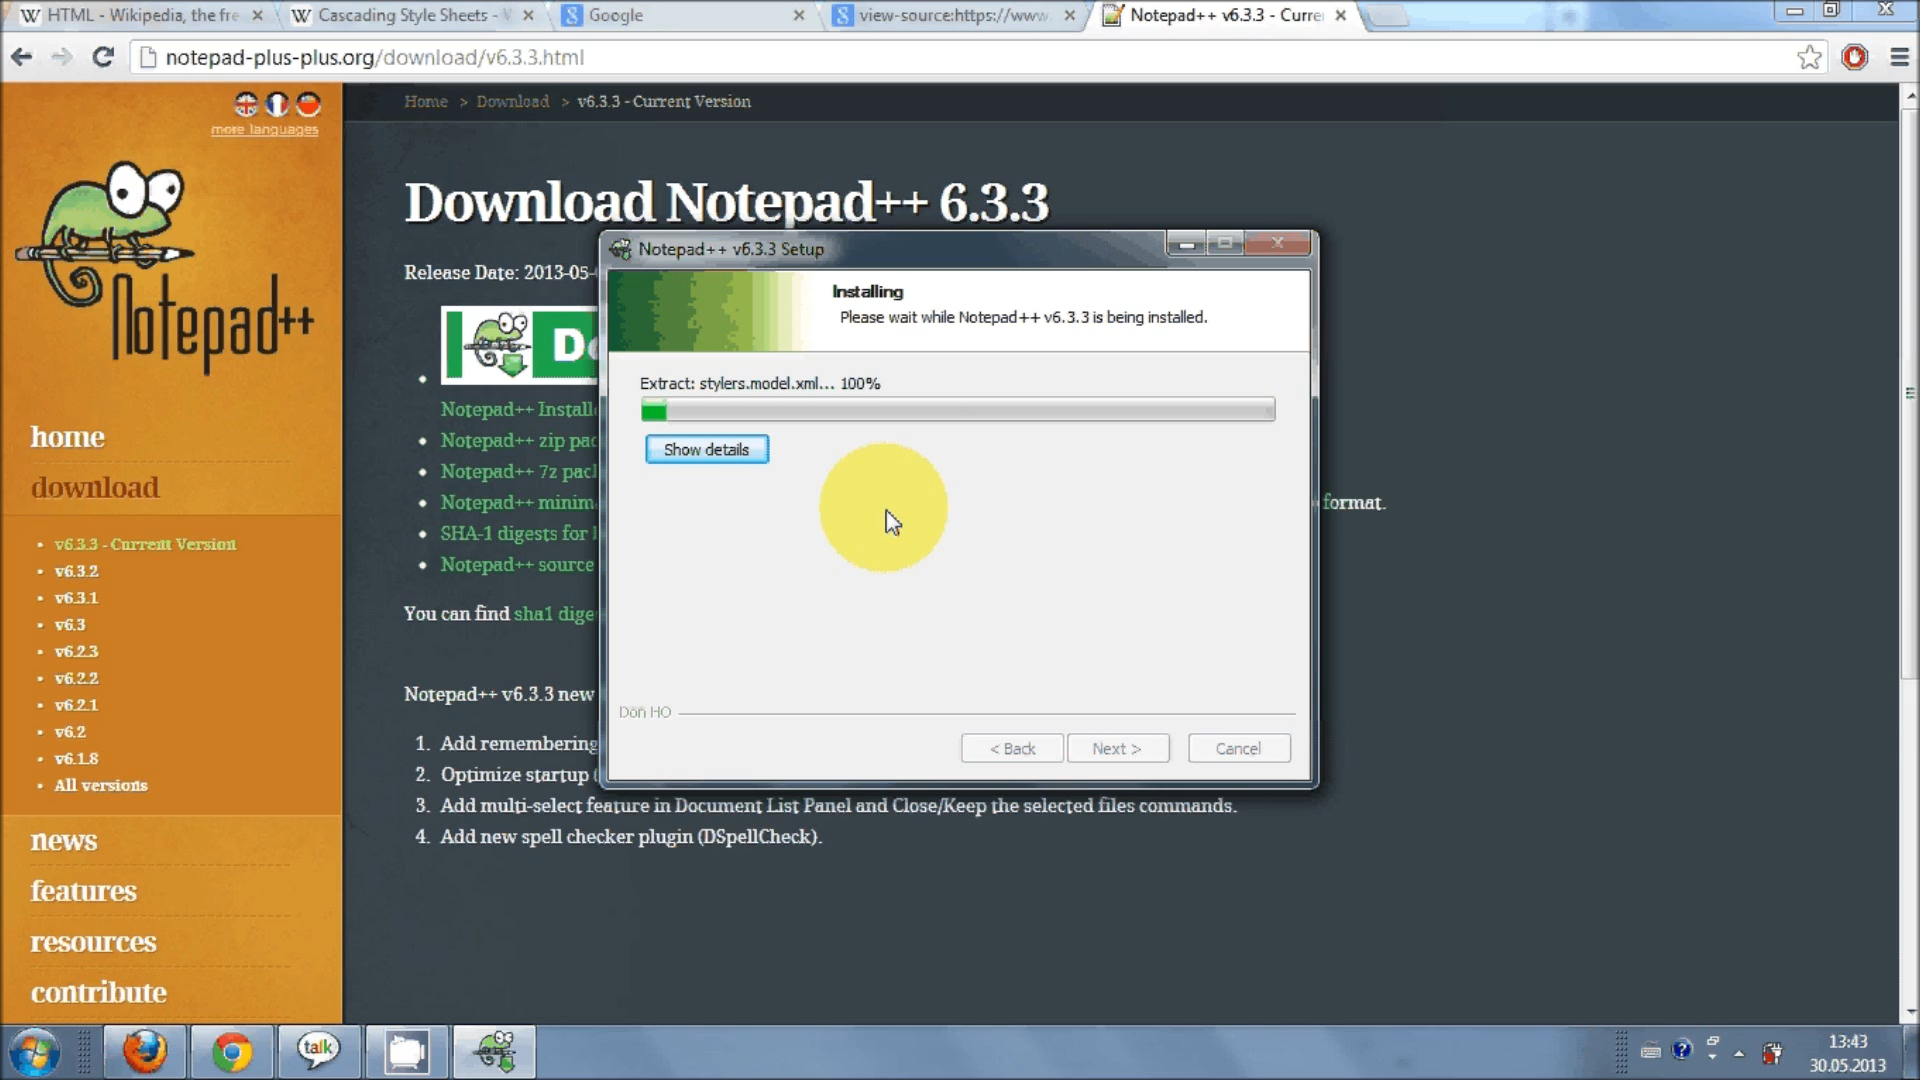 HTML - Wikipedia, the fre
Cascading Style Sheets -
Google
view-source:https://www.
Notepad++ v6.3.3 - Curre
notepad-plus-plus.org/download/v6.3.3.html
more languages
Notepad++
home
download
v6.3.3 - Current Version
v6.3.2
v6.3.1
v6.3
v6.2.3
v6.2.2
v6.2.1
v6.2
v6.1.8
All versions
news
features
resources
contribute
Home > Download > v6.3.3 - Current Version
Download Notepad++ 6.3.3
Release Date: 2013-05-
Do
Notepad++ Install
Notepad++ zip pac
Notepad++ 7z pac
Notepad++ minim
format.
SHA-1 digests for
Notepad++ source
You can find sha1 dige
Notepad++ v6.3.3 new
1. Add remembering
2. Optimize startup (
3. Add multi-select feature in Document List Panel and Close/Keep the selected files commands.
4. Add new spell checker plugin (DSpellCheck).
Notepad++ v6.3.3 Setup
Installing
Please wait while Notepad++ v6.3.3 is being installed.
Extract: stylers.model.xml... 100%
Show details
Don HO
< Back
Next >
Cancel
talk
13:43
30.05.2013